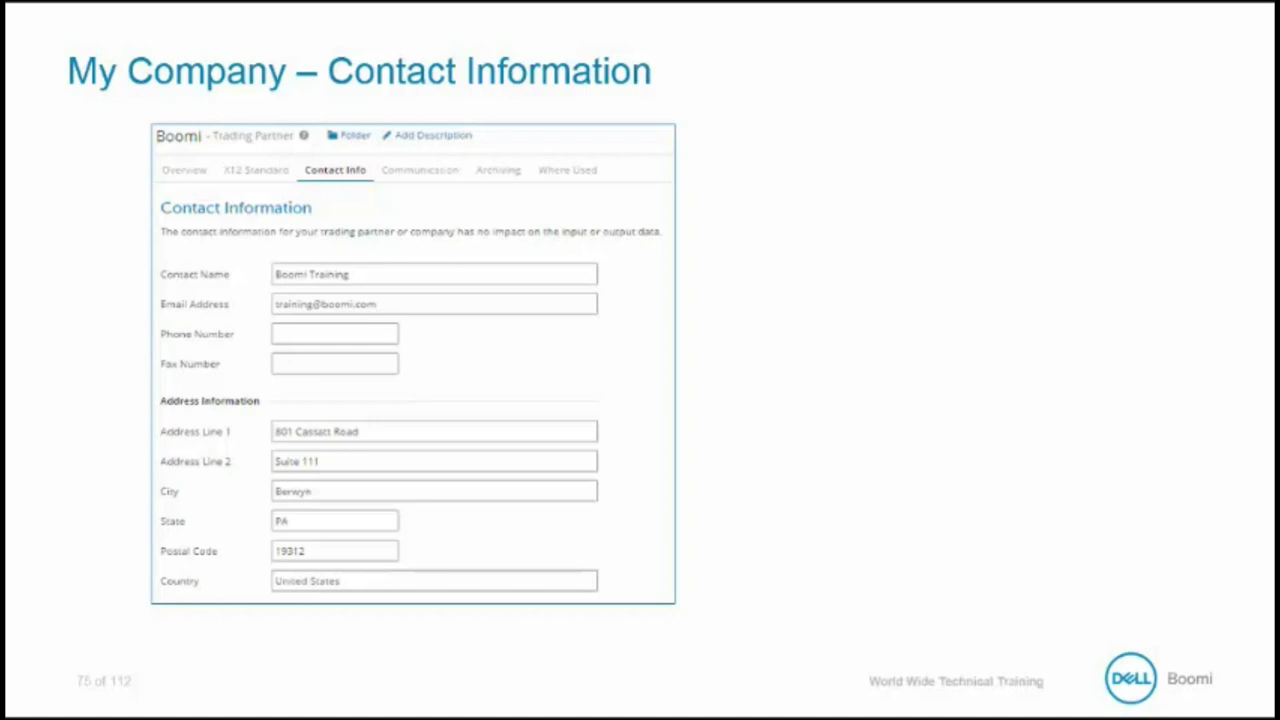 My Company – Contact Information
Boomi - Trading Partner ? Folder Add Description
Overview X12 Standard Contact Info Communication Archiving Where Used
Contact Information
The contact information for your trading partner or company has no impact on the input or output data.
Contact Name Boomi Training
Email Address training@boomi.com
Phone Number
Fax Number
Address Information
Address Line 1 801 Cassatt Road
Address Line 2 Suite 111
City Berwyn
State PA
Postal Code 19312
Country United States
75 of 112 World Wide Technical Training DELL Boomi